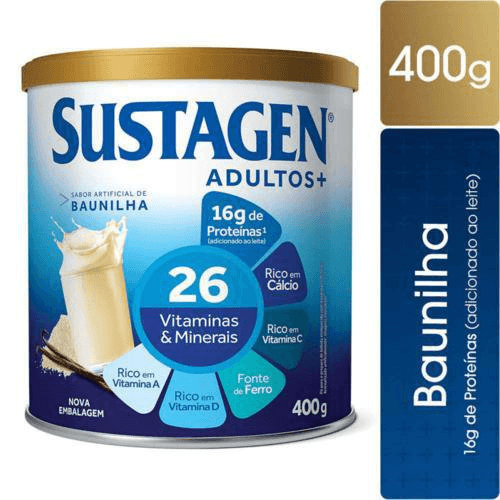 SUSTAGEN®
ADULTOS+
SABOR ARTIFICIAL DE
BAUNILHA
16g de
Proteínas¹
(adicionado ao leite)
26
Vitaminas
& Minerais
Rico em
Cálcio
Rico em
Vitamina C
Fonte
de Ferro
Rico em
Vitamina D
Rico em
Vitamina A
NOVA
EMBALAGEM
400g
400g
Baunilha
16g de Proteínas (adicionado ao leite)